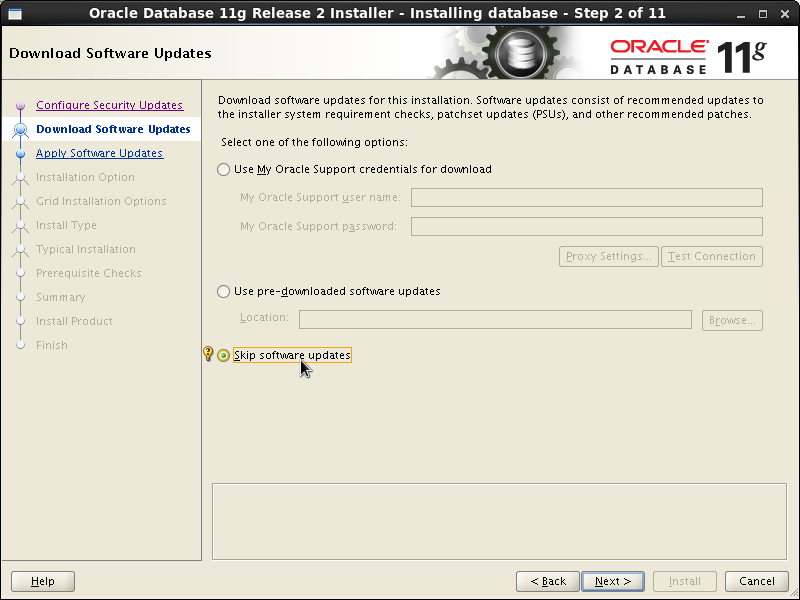 Oracle Database 11g Release 2 Installer - Installing database - Step 2 of 11
Download Software Updates
ORACLE
DATABASE 11g
Configure Security Updates
Download Software Updates
Apply Software Updates
Installation Option
Grid Installation Options
Install Type
Typical Installation
Prerequisite Checks
Summary
Install Product
Finish
Download software updates for this installation. Software updates consist of recommended updates to
the installer system requirement checks, patchset updates (PSUs), and other recommended patches.
Select one of the following options:
Use My Oracle Support credentials for download
My Oracle Support user name:
My Oracle Support password:
Proxy Settings... Test Connection
Use pre-downloaded software updates
Location: Browse...
Skip software updates
Help < Back Next > Install Cancel